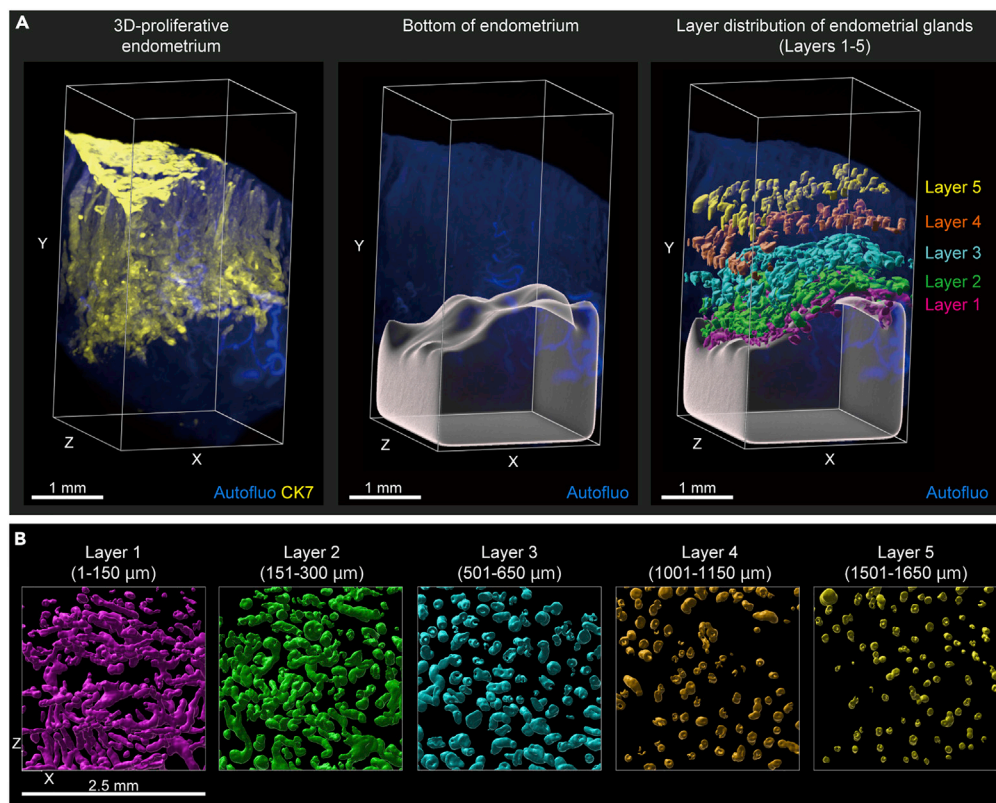 A
3D-proliferative
endometrium
Bottom of endometrium
Layer distribution of endometrial glands
(Layers 1-5)
Y
Z
X
1 mm
Autofluo CK7
Y
Z
X
1 mm
Autofluo
Layer 5
Layer 4
Layer 3
Layer 2
Layer 1
Y
Z
X
1 mm
Autofluo
B
Layer 1
(1-150 µm)
Layer 2
(151-300 µm)
Layer 3
(501-650 µm)
Layer 4
(1001-1150 µm)
Layer 5
(1501-1650 µm)
Z
X
2.5 mm